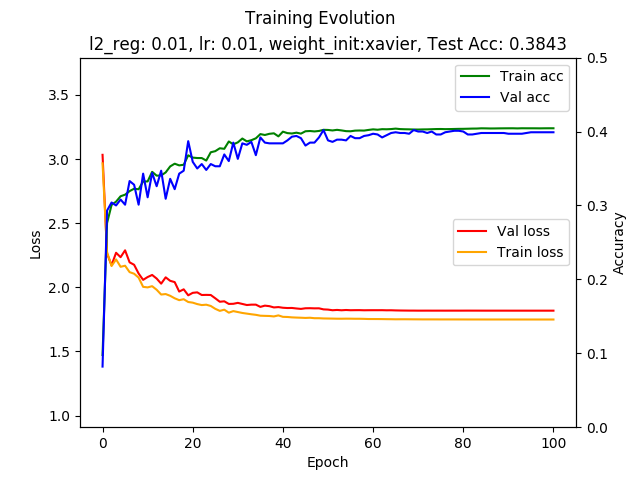 Training Evolution
l2_reg: 0.01, lr: 0.01, weight_init:xavier, Test Acc: 0.3843
Train acc
Val acc
Val loss
Train loss
Loss
3.5
3.0
2.5
2.0
1.5
1.0
0.5
0.4
0.3
0.2
0.1
0.0
Accuracy
0
20
40
60
80
100
Epoch